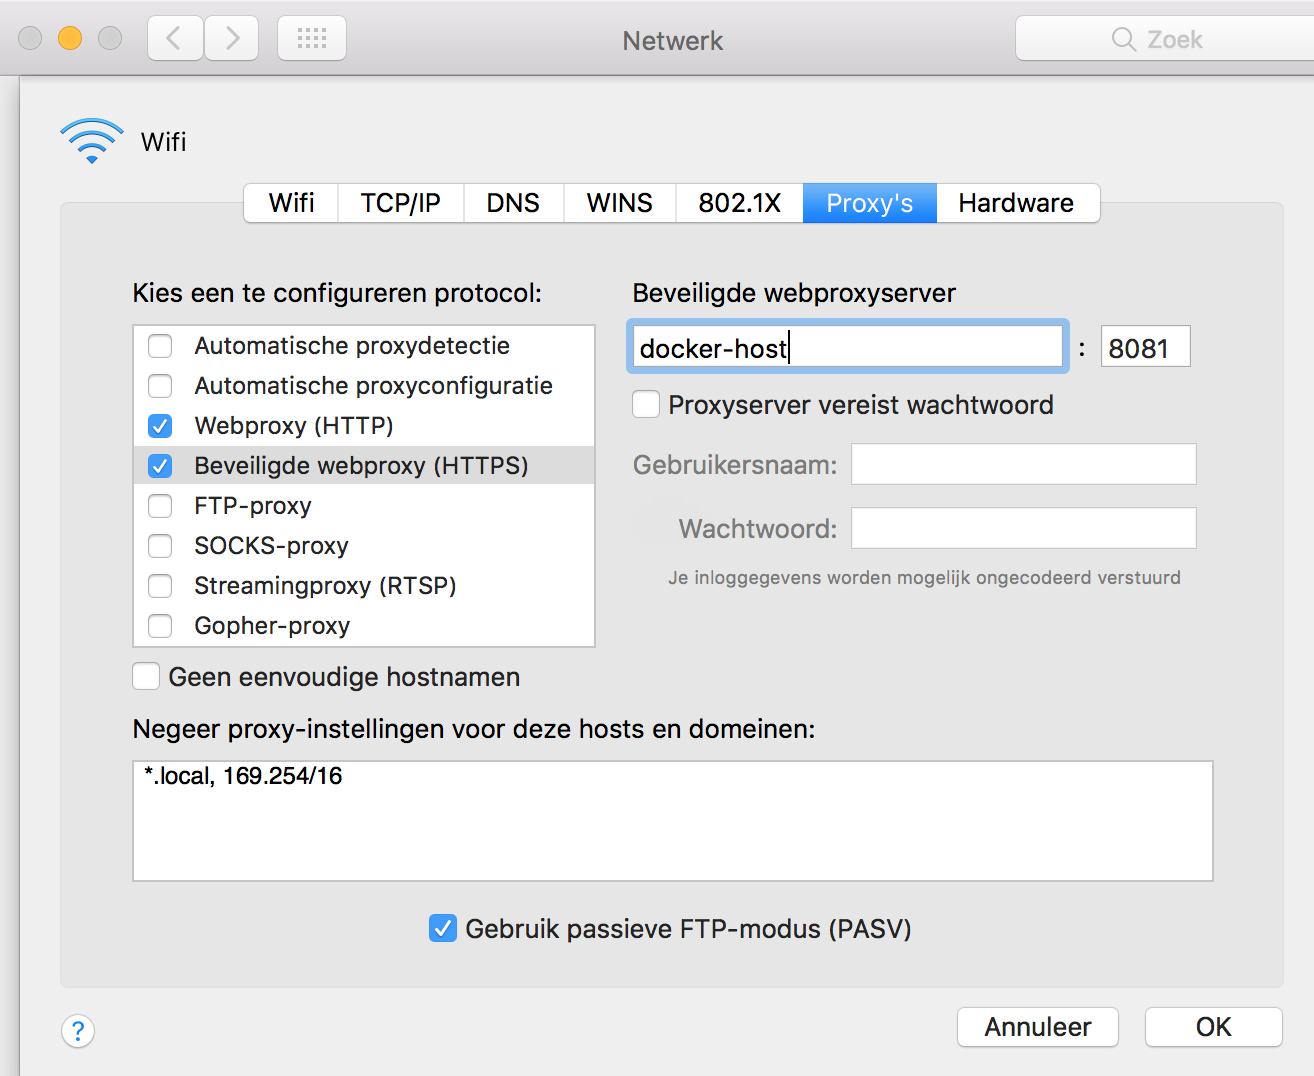 Netwerk
Zoek
Wifi
Wifi TCP/IP DNS WINS 802.1X Proxy's Hardware
Kies een te configureren protocol:
Automatische proxydetectie
Automatische proxyconfiguratie
Webproxy (HTTP)
Beveiligde webproxy (HTTPS)
FTP-proxy
SOCKS-proxy
Streamingproxy (RTSP)
Gopher-proxy
Beveiligde webproxyserver
docker-host : 8081
Proxyserver vereist wachtwoord
Gebruikersnaam:
Wachtwoord:
Je inloggegevens worden mogelijk ongecodeerd verstuurd
Geen eenvoudige hostnamen
Negeer proxy-instellingen voor deze hosts en domeinen:
*.local, 169.254/16
Gebruik passieve FTP-modus (PASV)
? Annuleer OK